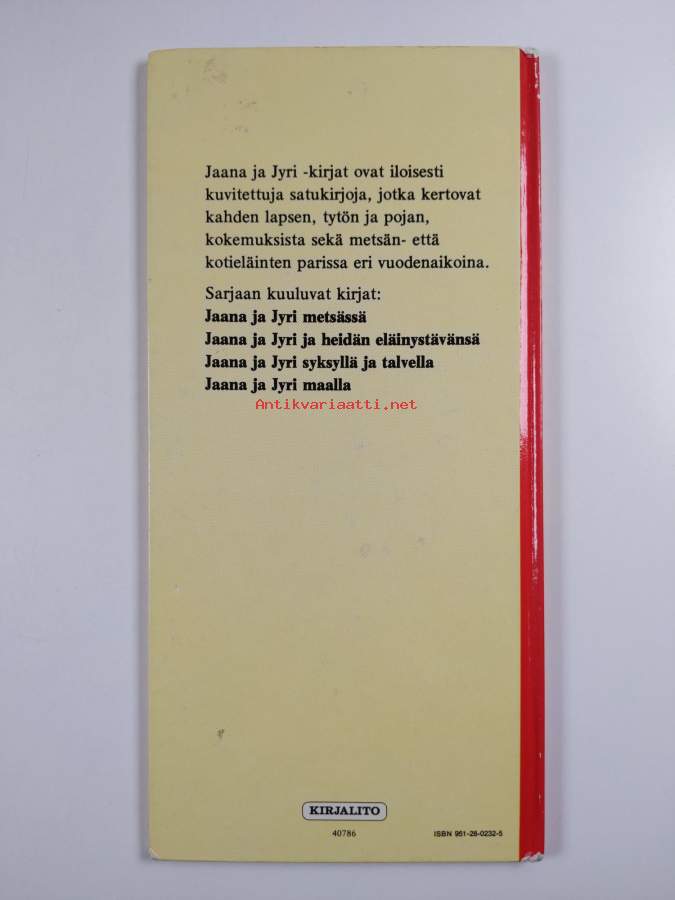 Jaana ja Jyri -kirjat ovat iloisesti
kuvitettuja satukirjoja, jotka kertovat
kahden lapsen, tytön ja pojan,
kokemuksista sekä metsän- että
kotieläinten parissa eri vuodenaikoina.
Sarjaan kuuluvat kirjat:
Jaana ja Jyri metsässä
Jaana ja Jyri ja heidän eläinystävänsä
Jaana ja Jyri syksyllä ja talvella
Jaana ja Jyri maalla
Antikvariaatti.net
KIRJALITO
40786
ISBN 951-28-0232-5